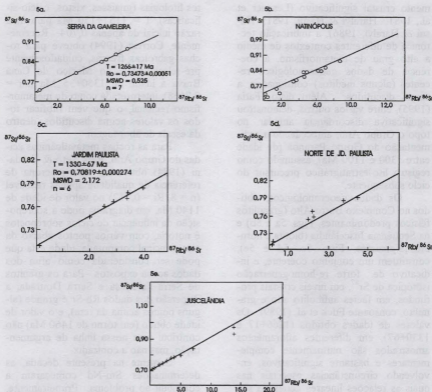 5a.
87Sr/86Sr
SERRA DA GAMELEIRA
0,91
0,84
0,77
T = 1266±17 Ma
Ro = 0,73473±0,00051
MSWD = 0,525
n = 7
2,0 6,0 10,0
87Rb/86Sr
5b.
87Sr/86Sr
NATINÓPOLIS
0,99
0,91
0,84
0,77
2,0 6,0 12,0
87Rb/86Sr
5c.
87Sr/86Sr
JARDIM PAULISTA
T = 1330±67 Ma
Ro = 0,70819±0,000274
MSWD = 2,172
n = 6
0,82
0,79
0,76
0,73
2,0 4,0
87Rb/86Sr
5d.
87Sr/86Sr
NORTE DE JD. PAULISTA
0,82
0,79
0,76
0,73
1,0 3,0 5,0
87Rb/86Sr
5e.
87Sr/86Sr
JUSCELÂNDIA
1,10
0,90
0,70
5,0 10,0 15,0 20,0
87Rb/86Sr